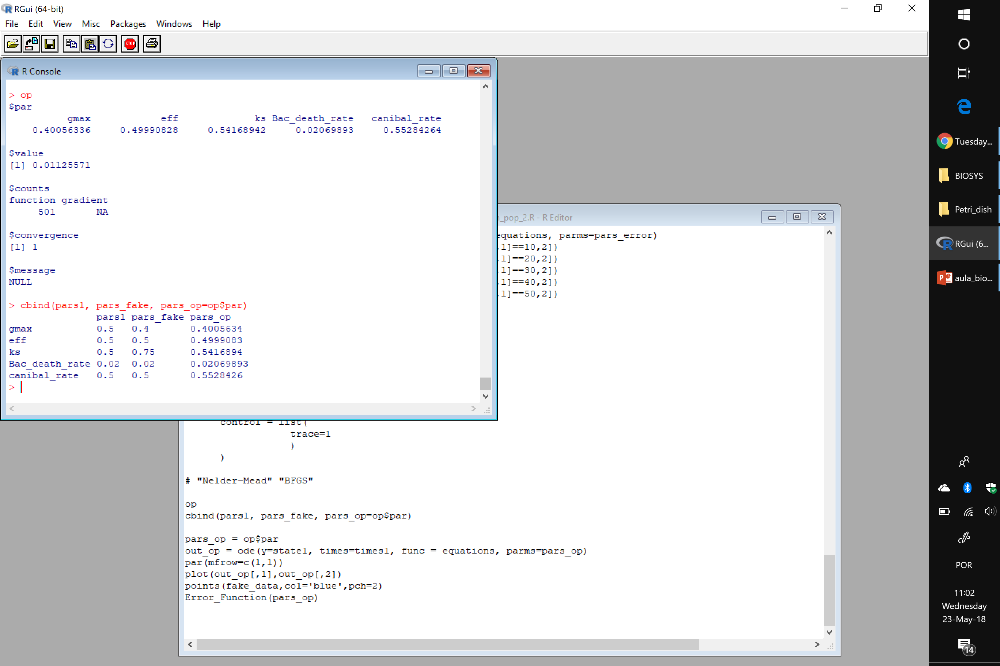 RGui (64-bit)
File Edit View Misc Packages Windows Help
STOP
R Console
> op
$par
gmax eff ks Bac_death_rate canibal_rate
0.40056336 0.49990828 0.54168942 0.02069893 0.55284264
$value
[1] 0.01125571
$counts
function gradient
501 NA
$convergence
[1] 1
$message
NULL
> cbind(pars1, pars_fake, pars_op=op$par)
pars1 pars_fake pars_op
gmax 0.5 0.4 0.4005634
eff 0.5 0.5 0.4999083
ks 0.5 0.75 0.5416894
Bac_death_rate 0.02 0.02 0.02069893
canibal_rate 0.5 0.5 0.5528426
>
_pop_2.R - R Editor
equations, parms=pars_error)
1]==10,2])
1]==20,2])
1]==30,2])
1]==40,2])
1]==50,2])
control = list(
trace=1
)
)
# "Nelder-Mead" "BFGS"
op
cbind(pars1, pars_fake, pars_op=op$par)
pars_op = op$par
out_op = ode(y=state1, times=times1, func = equations, parms=pars_op)
par(mfrow=c(1,1))
plot(out_op[,1],out_op[,2])
points(fake_data,col='blue',pch=2)
Error_Function(pars_op)
Tuesday...
BIOSYS
Petri_dish
RGui (6...
aula_bio...
POR
11:02
Wednesday
23-May-18
14